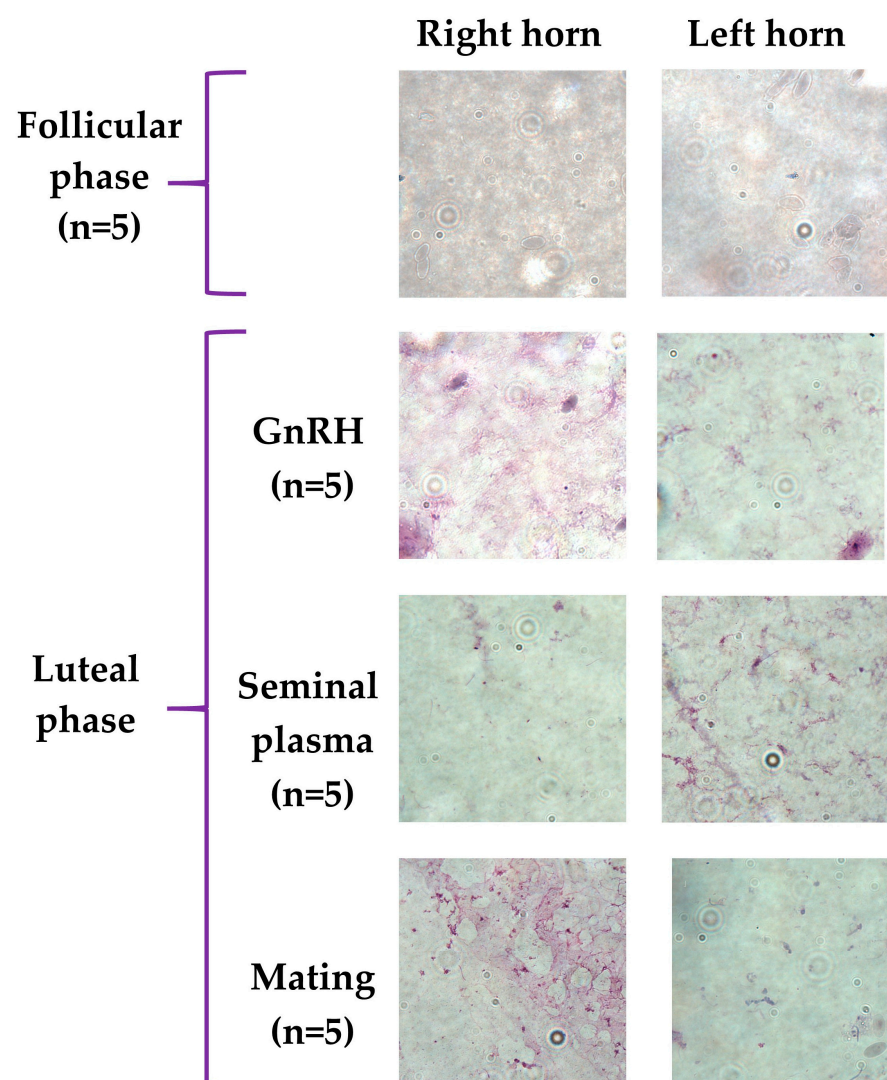 Right horn
Left horn
Follicular
phase
(n=5)
GnRH
(n=5)
Luteal
phase
Seminal
plasma
(n=5)
Mating
(n=5)